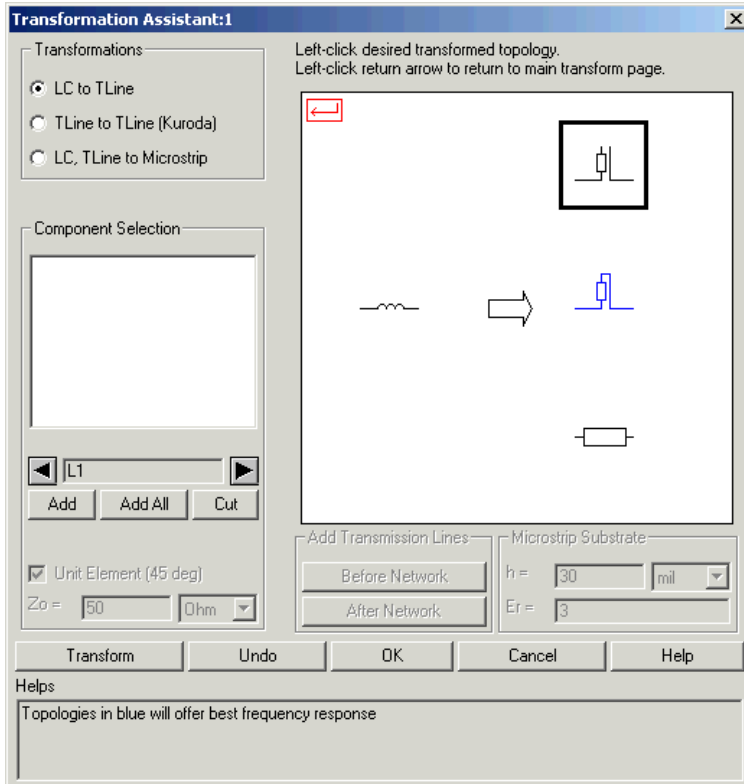 Transformation Assistant:1
Transformations
LC to TLine
TLine to TLine (Kuroda)
LC, TLine to Microstrip
Left-click desired transformed topology.
Left-click return arrow to return to main transform page.
Component Selection
L1
Add
Add All
Cut
Unit Element (45 deg)
Zo =
50
Ohm
Add Transmission Lines
Before Network
After Network
Microstrip Substrate
h =
30
mil
Er =
3
Transform
Undo
OK
Cancel
Help
Helps
Topologies in blue will offer best frequency response